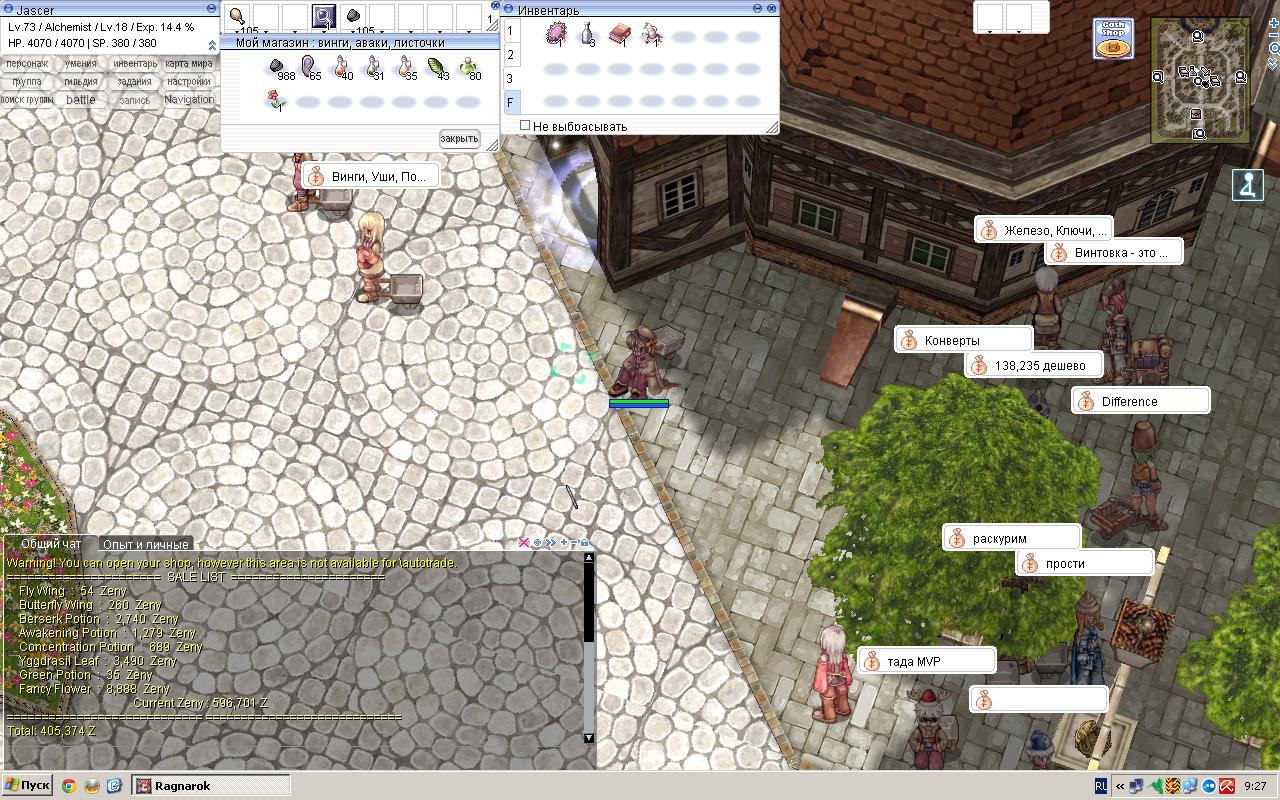 Jascer
Lv.73 / Alchemist / Lv.18 / Exp. 14.4 %
HP. 4070 / 4070 | SP. 380 / 380
персонаж умения инвентарь карта мира
группа гильдия задания настройки
поиск группы battle запись Navigation
105 1 105 1
Мой магазин : винги, аваки, листочки
988 65 40 31 35 43 80
1
закрыть
Инвентарь
1 2 3 F
1 3 1 1
Не выбрасывать
Cash Shop
Винги, Уши, По...
Железо, Ключи, ...
Винтовка - это ...
Конверты
138,235 дешево
Difference
раскурим
прости
тада MVP
Общий чат Опыт и личные
Warning! You can open your shop, however this area is not available for \autotrade.
======================= SALE LIST =======================
Fly Wing : 54 Zeny
Butterfly Wing : 280 Zeny
Berserk Potion : 2,740 Zeny
Awakening Potion : 1,279 Zeny
Concentration Potion : 689 Zeny
Yggdrasil Leaf : 3,490 Zeny
Green Potion : 35 Zeny
Fancy Flower : 8,888 Zeny
Current Zeny : 596,701 Z
Total: 405,374 Z
Пуск Ragnarok RU « 9:27